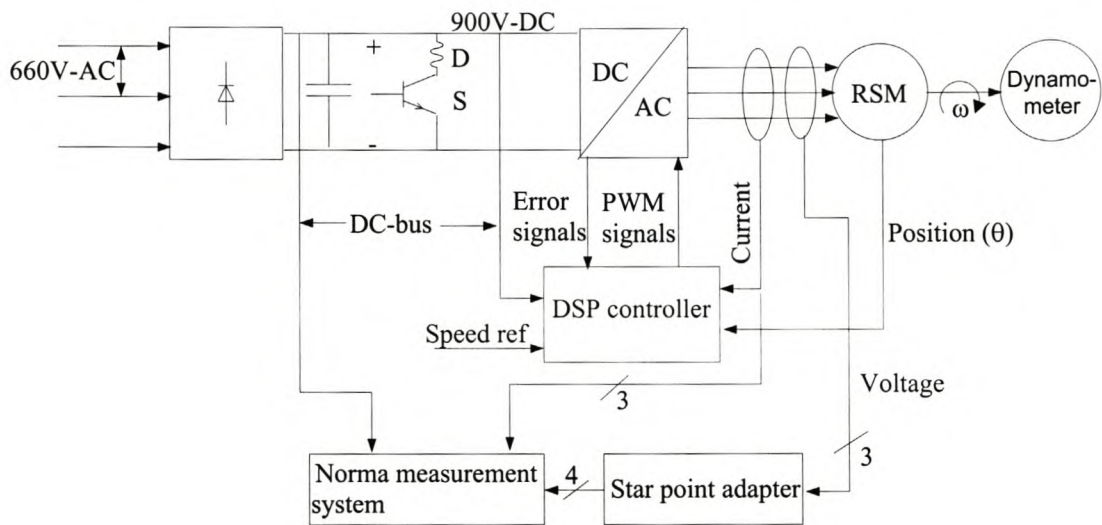 900V-DC
660V-AC
+
D
S
-
DC
AC
RSM
ω
Dynamo-
meter
Error
signals
PWM
signals
Current
DC-bus
Position (θ)
DSP controller
Speed ref
Voltage
3
3
Norma measurement
system
4
Star point adapter